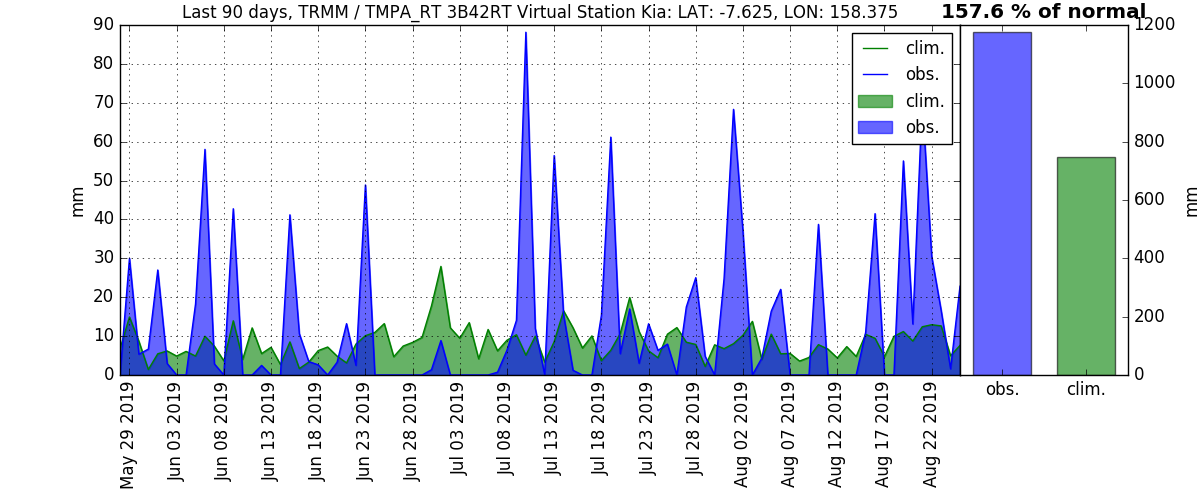 Last 90 days, TRMM / TMPA_RT 3B42RT Virtual Station Kia: LAT: -7.625, LON: 158.375
157.6 % of normal
mm
90
80
70
60
50
40
30
20
10
0
clim.
obs.
clim.
obs.
May 29 2019
Jun 03 2019
Jun 08 2019
Jun 13 2019
Jun 18 2019
Jun 23 2019
Jun 28 2019
Jul 03 2019
Jul 08 2019
Jul 13 2019
Jul 18 2019
Jul 23 2019
Jul 28 2019
Aug 02 2019
Aug 07 2019
Aug 12 2019
Aug 17 2019
Aug 22 2019
1200
1000
800
600
400
200
0
mm
obs.
clim.